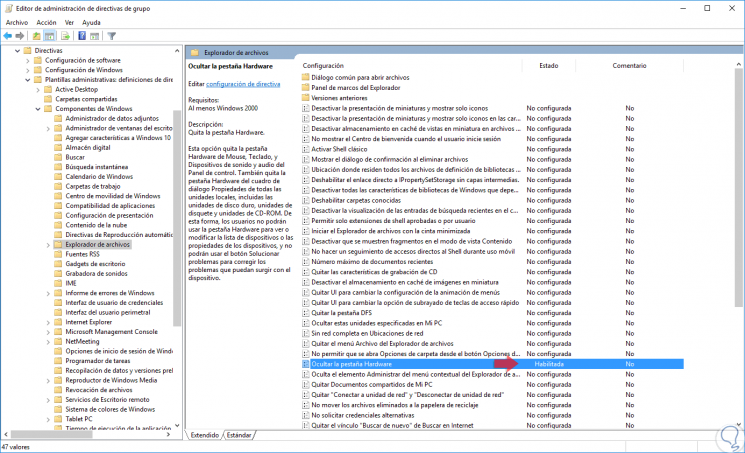 Editor de administración de directivas de grupo
Archivo Acción Ver Ayuda
Directivas
Configuración de software
Configuración de Windows
Plantillas administrativas: definiciones de dire
Active Desktop
Carpetas compartidas
Componentes de Windows
Administrador de datos adjuntos
Administrador de ventanas del escrito
Agregar características a Windows 10
Almacén digital
Buscar
Búsqueda instantánea
Calendario de Windows
Carpetas de trabajo
Centro de movilidad de Windows
Compatibilidad de aplicaciones
Configuración de presentación
Contenido de la nube
Directivas de Reproducción automátic
Explorador de archivos
Fuentes RSS
Gadgets de escritorio
Grabadora de sonidos
IME
Informe de errores de Windows
Interfaz de usuario de credenciales
Interfaz del usuario perimetral
Internet Explorer
Microsoft Management Console
NetMeeting
Opciones de inicio de sesión de Wind
Programador de tareas
Recopilación de datos y versiones prel
Reproductor de Windows Media
Revocación de archivos
Servicios de Escritorio remoto
Sistema de colores de Windows
Tablet PC
Tiempo de ejecución de la aplicación
Explorador de archivos
Ocultar la pestaña Hardware
Editar configuración de directiva
Requisitos:
Al menos Windows 2000
Descripción:
Quita la pestaña Hardware.
Esta opción quita la pestaña
Hardware de Mouse, Teclado, y
Dispositivos de sonido y audio del
Panel de control. También quita la
pestaña Hardware del cuadro de
diálogo Propiedades de todas las
unidades locales, incluidas las
unidades de disco duro, unidades de
disquete y unidades de CD-ROM. De
esta forma, los usuarios no podrán
usar la pestaña Hardware para ver o
modificar la lista de dispositivos o las
propiedades de los dispositivos, y no
podrán usar el botón Solucionar
problemas para corregir los
problemas que puedan surgir con el
dispositivo.
Configuración Estado Comentario
Diálogo común para abrir archivos
Panel de marcos del Explorador
Versiones anteriores
Desactivar la presentación de miniaturas y mostrar solo iconos No configurada No
Desactivar la presentación de miniaturas y mostrar solo iconos en las car... No configurada No
Desactivar almacenamiento en caché de vistas en miniatura en archivos ... No configurada No
No mostrar el Centro de bienvenida cuando el usuario inicie sesión No configurada No
Activar Shell clásico No configurada No
Mostrar el diálogo de confirmación al eliminar archivos No configurada No
Ubicación donde residen todos los archivos de definición de bibliotecas ... No configurada No
Deshabilitar el enlace directo a IPropertySetStorage sin capas intermedias. No configurada No
Desactivar todas las características de bibliotecas de Windows que depe... No configurada No
Deshabilitar carpetas conocidas No configurada No
Desactivar la visualización de las entradas de búsqueda recientes en el c... No configurada No
Permitir solo extensiones de shell aprobadas o por usuario No configurada No
Iniciar el Explorador de archivos con la cinta minimizada No configurada No
Desactivar que se muestren fragmentos en el modo de vista Contenido No configurada No
No hacer un seguimiento de accesos directos al Shell durante uso móvil No configurada No
Número máximo de documentos recientes No configurada No
Quitar las características de grabación de CD No configurada No
Desactivar el almacenamiento en caché de imágenes en miniatura No configurada No
Quitar UI para cambiar la configuración de animación de menús No configurada No
Quitar UI para cambiar la opción de subrayado de teclas de acceso rápido No configurada No
Quitar la pestaña DFS No configurada No
Ocultar estas unidades especificadas en Mi PC No configurada No
Sin red completa en Ubicaciones de red No configurada No
Quitar el menú Archivo del Explorador de archivos No configurada No
No permitir que se abra Opciones de carpeta desde el botón Opciones d... No configurada No
Ocultar la pestaña Hardware Habilitada No
Oculta el elemento Administrar del menú contextual del Explorador de a... No configurada No
Quitar Documentos compartidos de Mi PC No configurada No
Quitar "Conectar a unidad de red" y "Desconectar de unidad de red" No configurada No
No mover los archivos eliminados a la papelera de reciclaje No configurada No
No solicitar credenciales alternativas No configurada No
Quitar el vínculo "Buscar de nuevo" de Buscar en Internet No configurada No
Extendido Estándar
47 valores